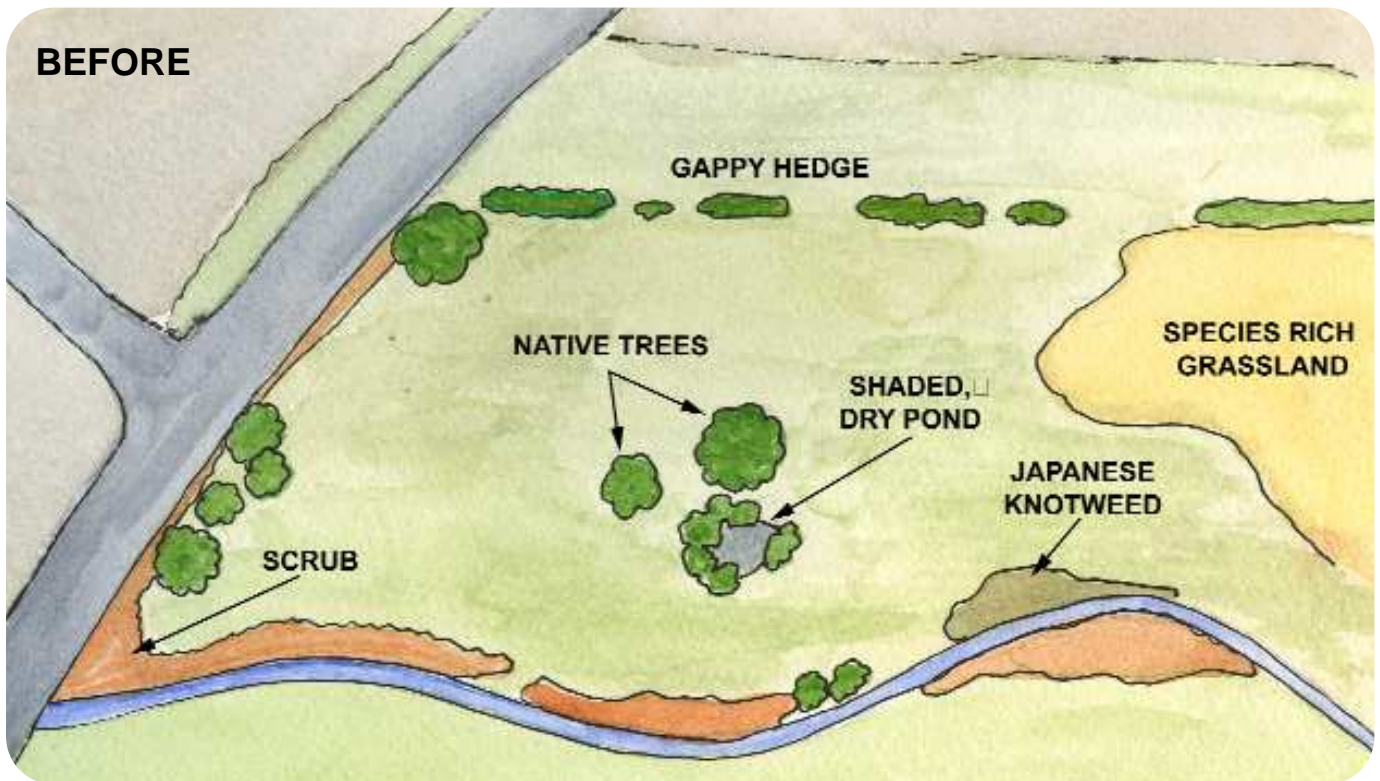 BEFORE
GAPPY HEDGE
NATIVE TREES
SPECIES RICH
GRASSLAND
SHADED,□
DRY POND
JAPANESE
KNOTWEED
SCRUB